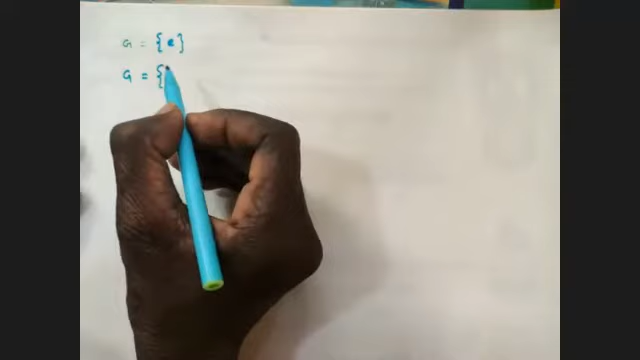 G = {e}
G = {